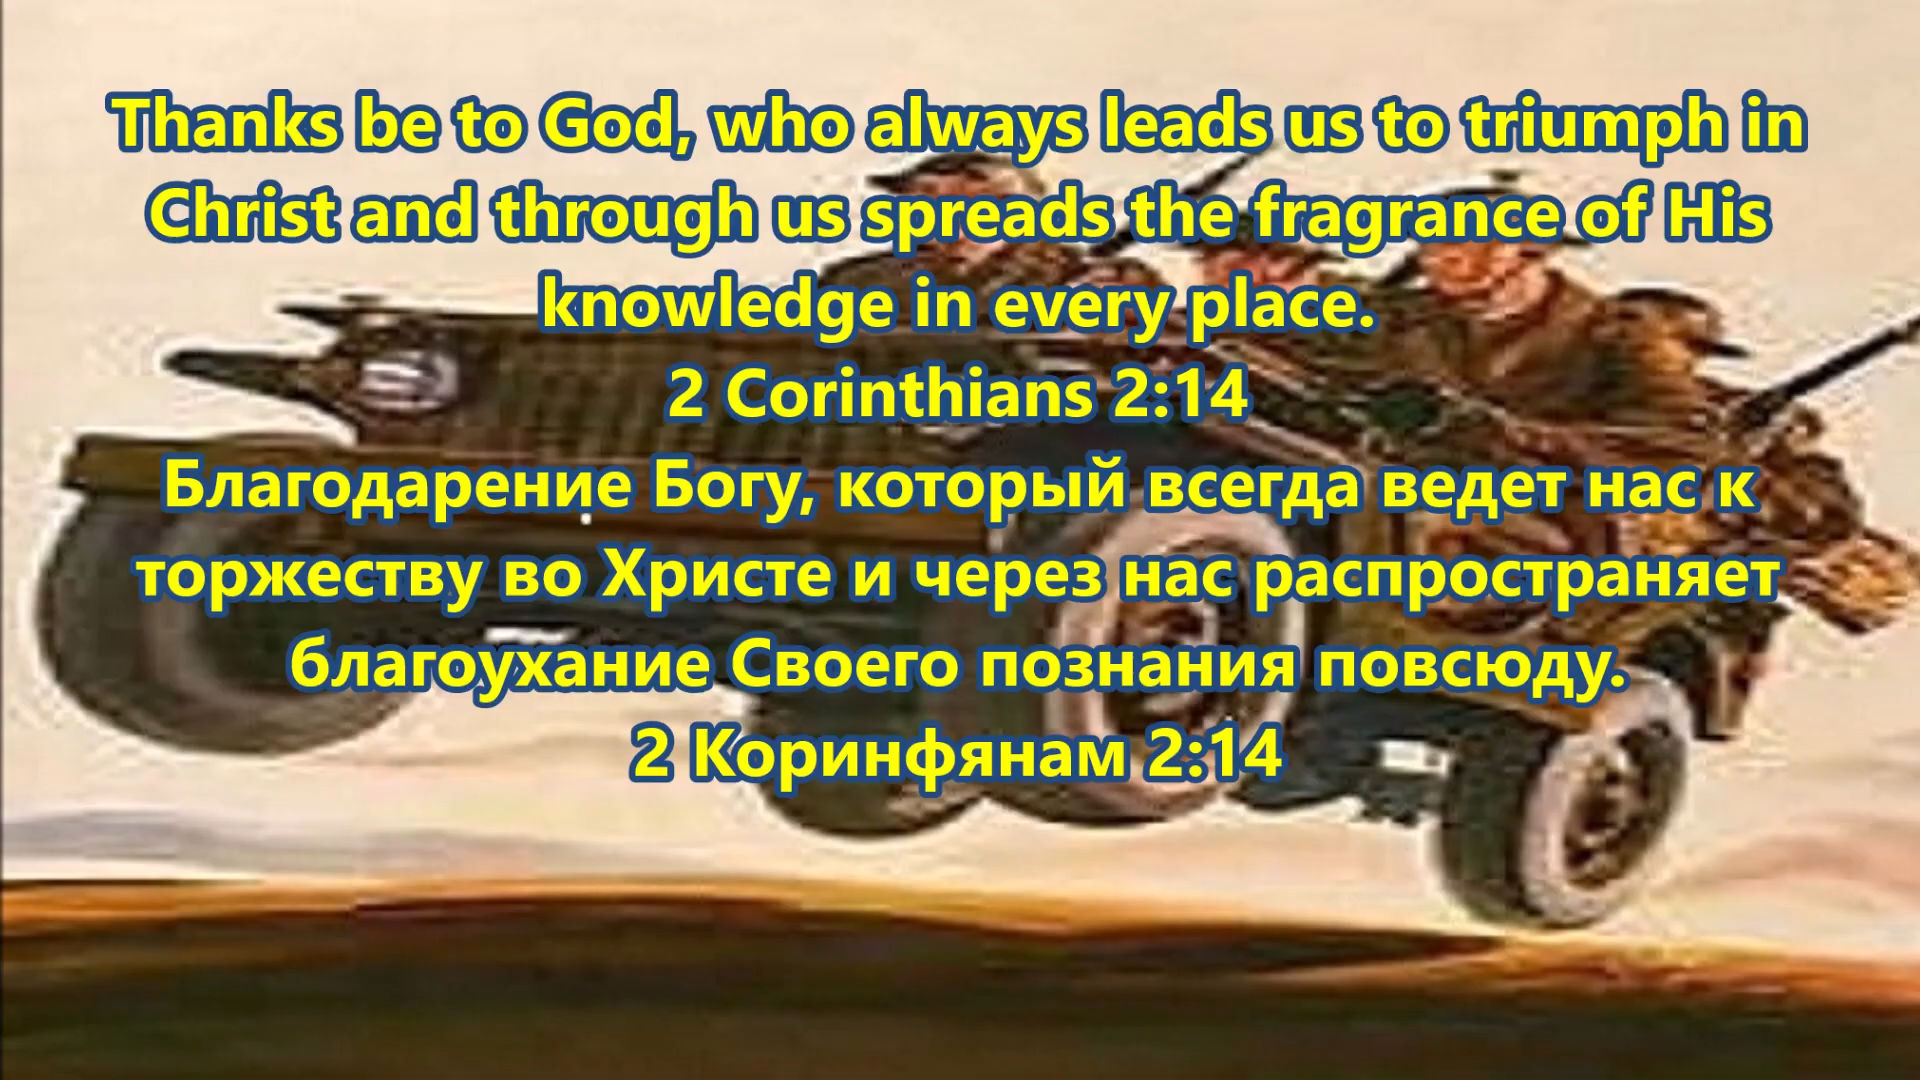 Thanks be to God, who always leads us to triumph in
Christ and through us spreads the fragrance of His
knowledge in every place.
2 Corinthians 2:14
Благодарение Богу, который всегда ведет нас к
торжеству во Христе и через нас распространяет
благоухание Своего познания повсюду.
2 Коринфянам 2:14